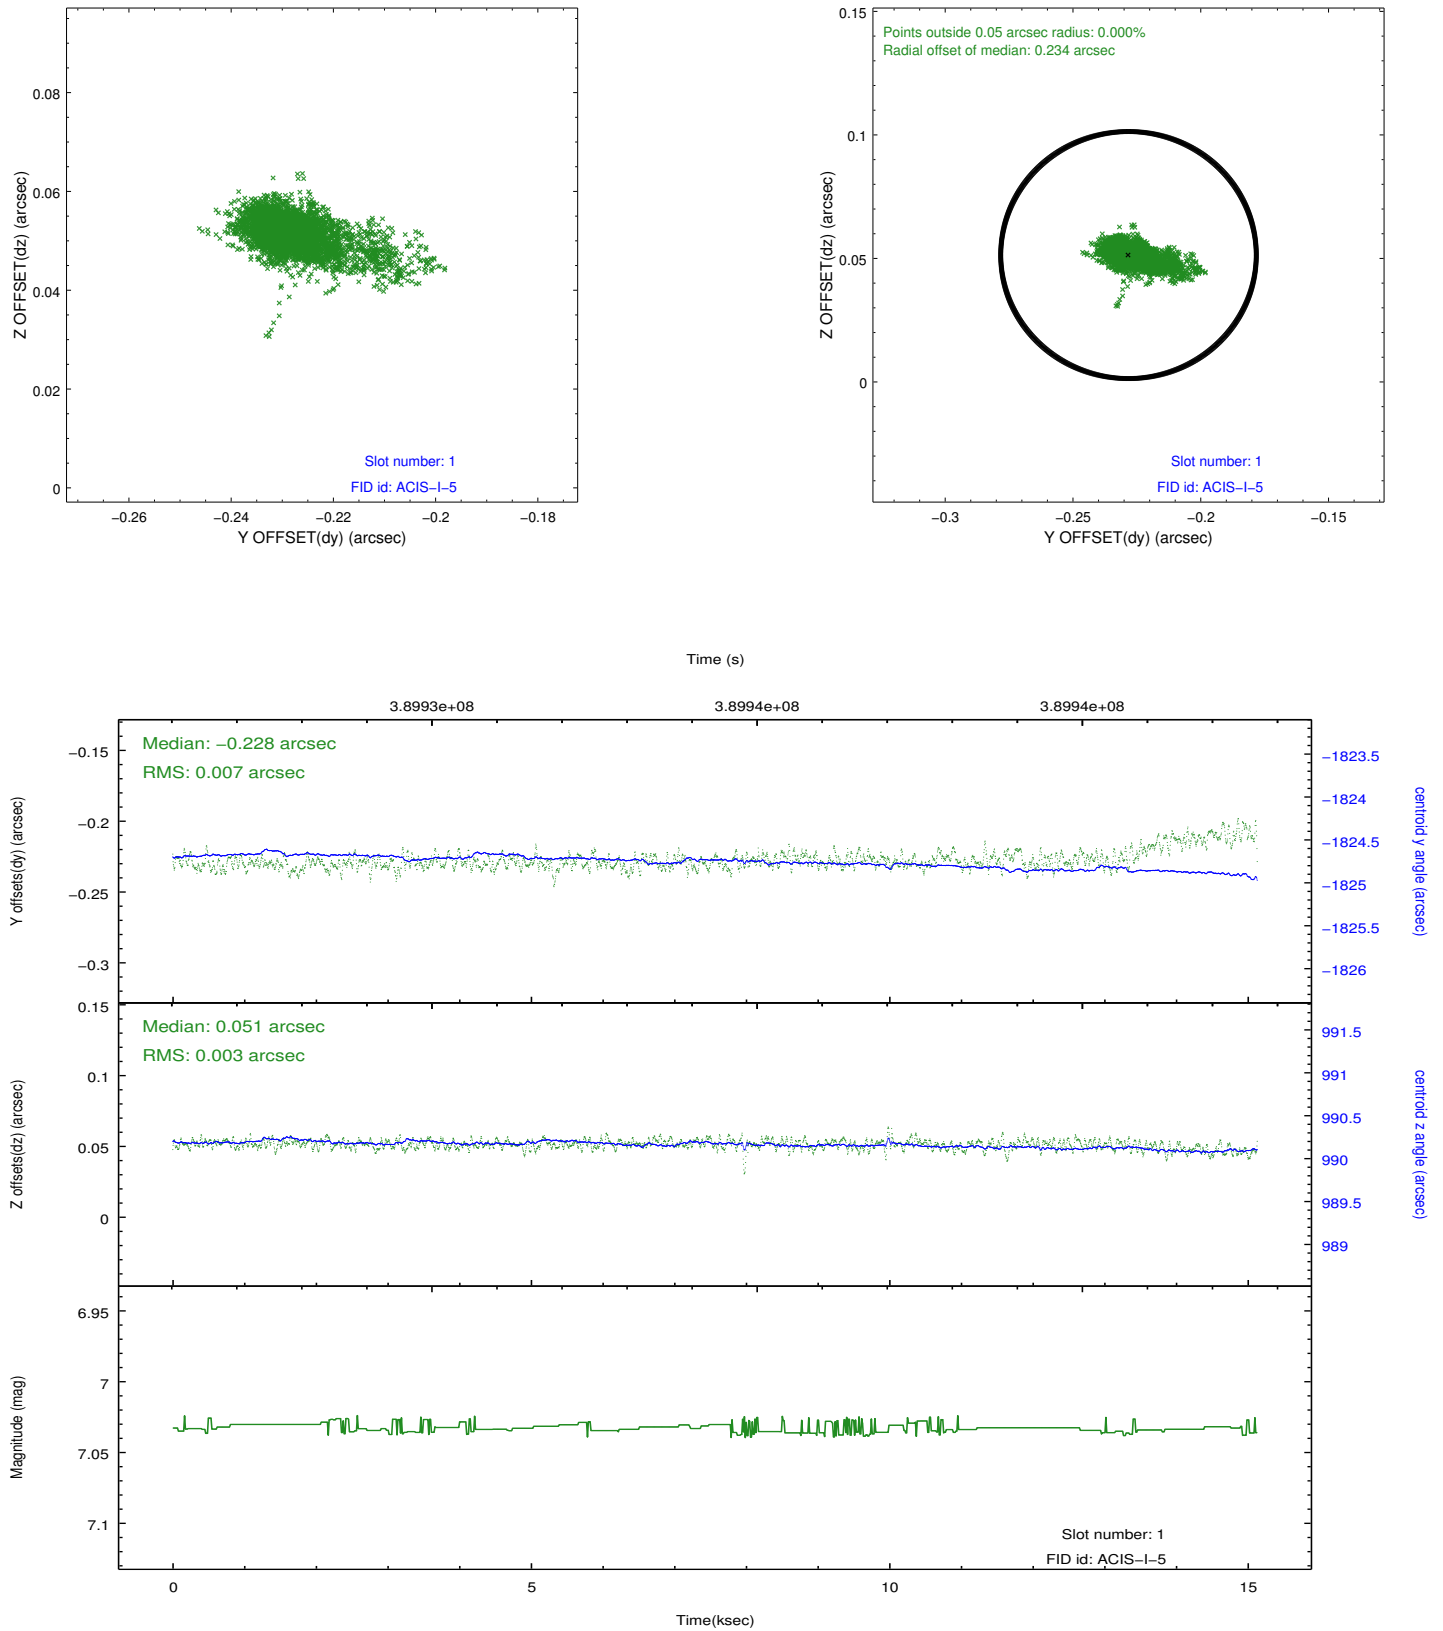 0.08
0.06
0.04
0.02
0
Z OFFSET(dz) (arcsec)
Slot number: 1
FID id: ACIS−I−5
−0.26 −0.24 −0.22 −0.2 −0.18
Y OFFSET(dy) (arcsec)
0.15
0.1
0.05
0
Z OFFSET(dz) (arcsec)
Points outside 0.05 arcsec radius: 0.000%
Radial offset of median: 0.234 arcsec
Slot number: 1
FID id: ACIS−I−5
−0.3 −0.25 −0.2 −0.15
Y OFFSET(dy) (arcsec)
Time (s)
3.8993e+08 3.8994e+08 3.8994e+08
Median: −0.228 arcsec
RMS: 0.007 arcsec
−0.15
−0.2
−0.25
−0.3
Y offsets(dy) (arcsec)
−1823.5
−1824
−1824.5
−1825
−1825.5
−1826
centroid y angle (arcsec)
Median: 0.051 arcsec
RMS: 0.003 arcsec
0.15
0.1
0.05
0
Z offsets(dz) (arcsec)
991.5
991
990.5
990
989.5
989
centroid z angle (arcsec)
6.95
7
7.05
7.1
Magnitude (mag)
Slot number: 1
FID id: ACIS−I−5
0 5 10 15
Time(ksec)